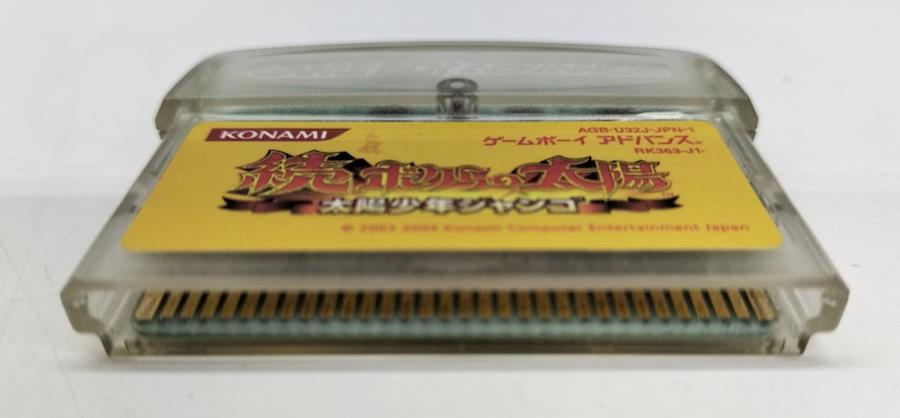 KONAMI
AGB-U32J-JPN-1
ゲームボーイ アドバンス
RK363-J1-
続・ボクらの太陽
太陽少年ジャンゴ
© 2003 2004 Konami Computer Entertainment Japan